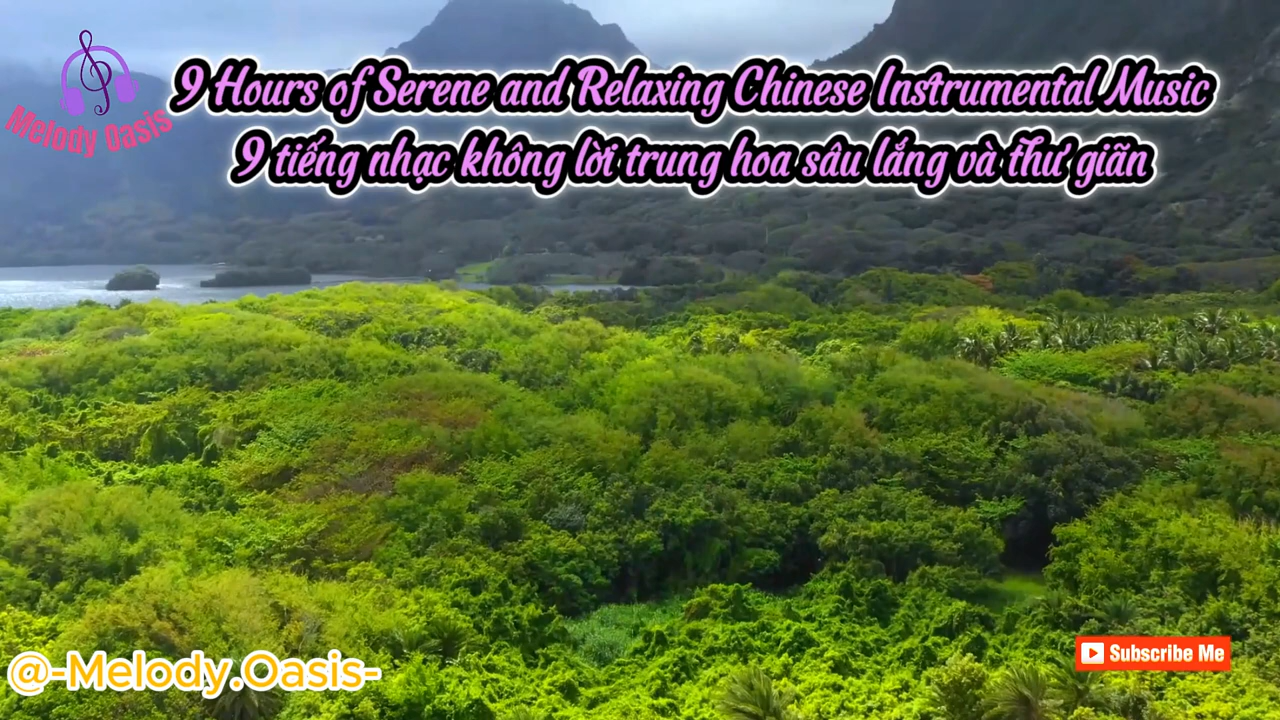 Melody Oasis
9 Hours of Serene and Relaxing Chinese Instrumental Music
9 tiếng nhạc không lời trung hoa sâu lắng và thư giãn
@-Melody.Oasis-
Subscribe Me